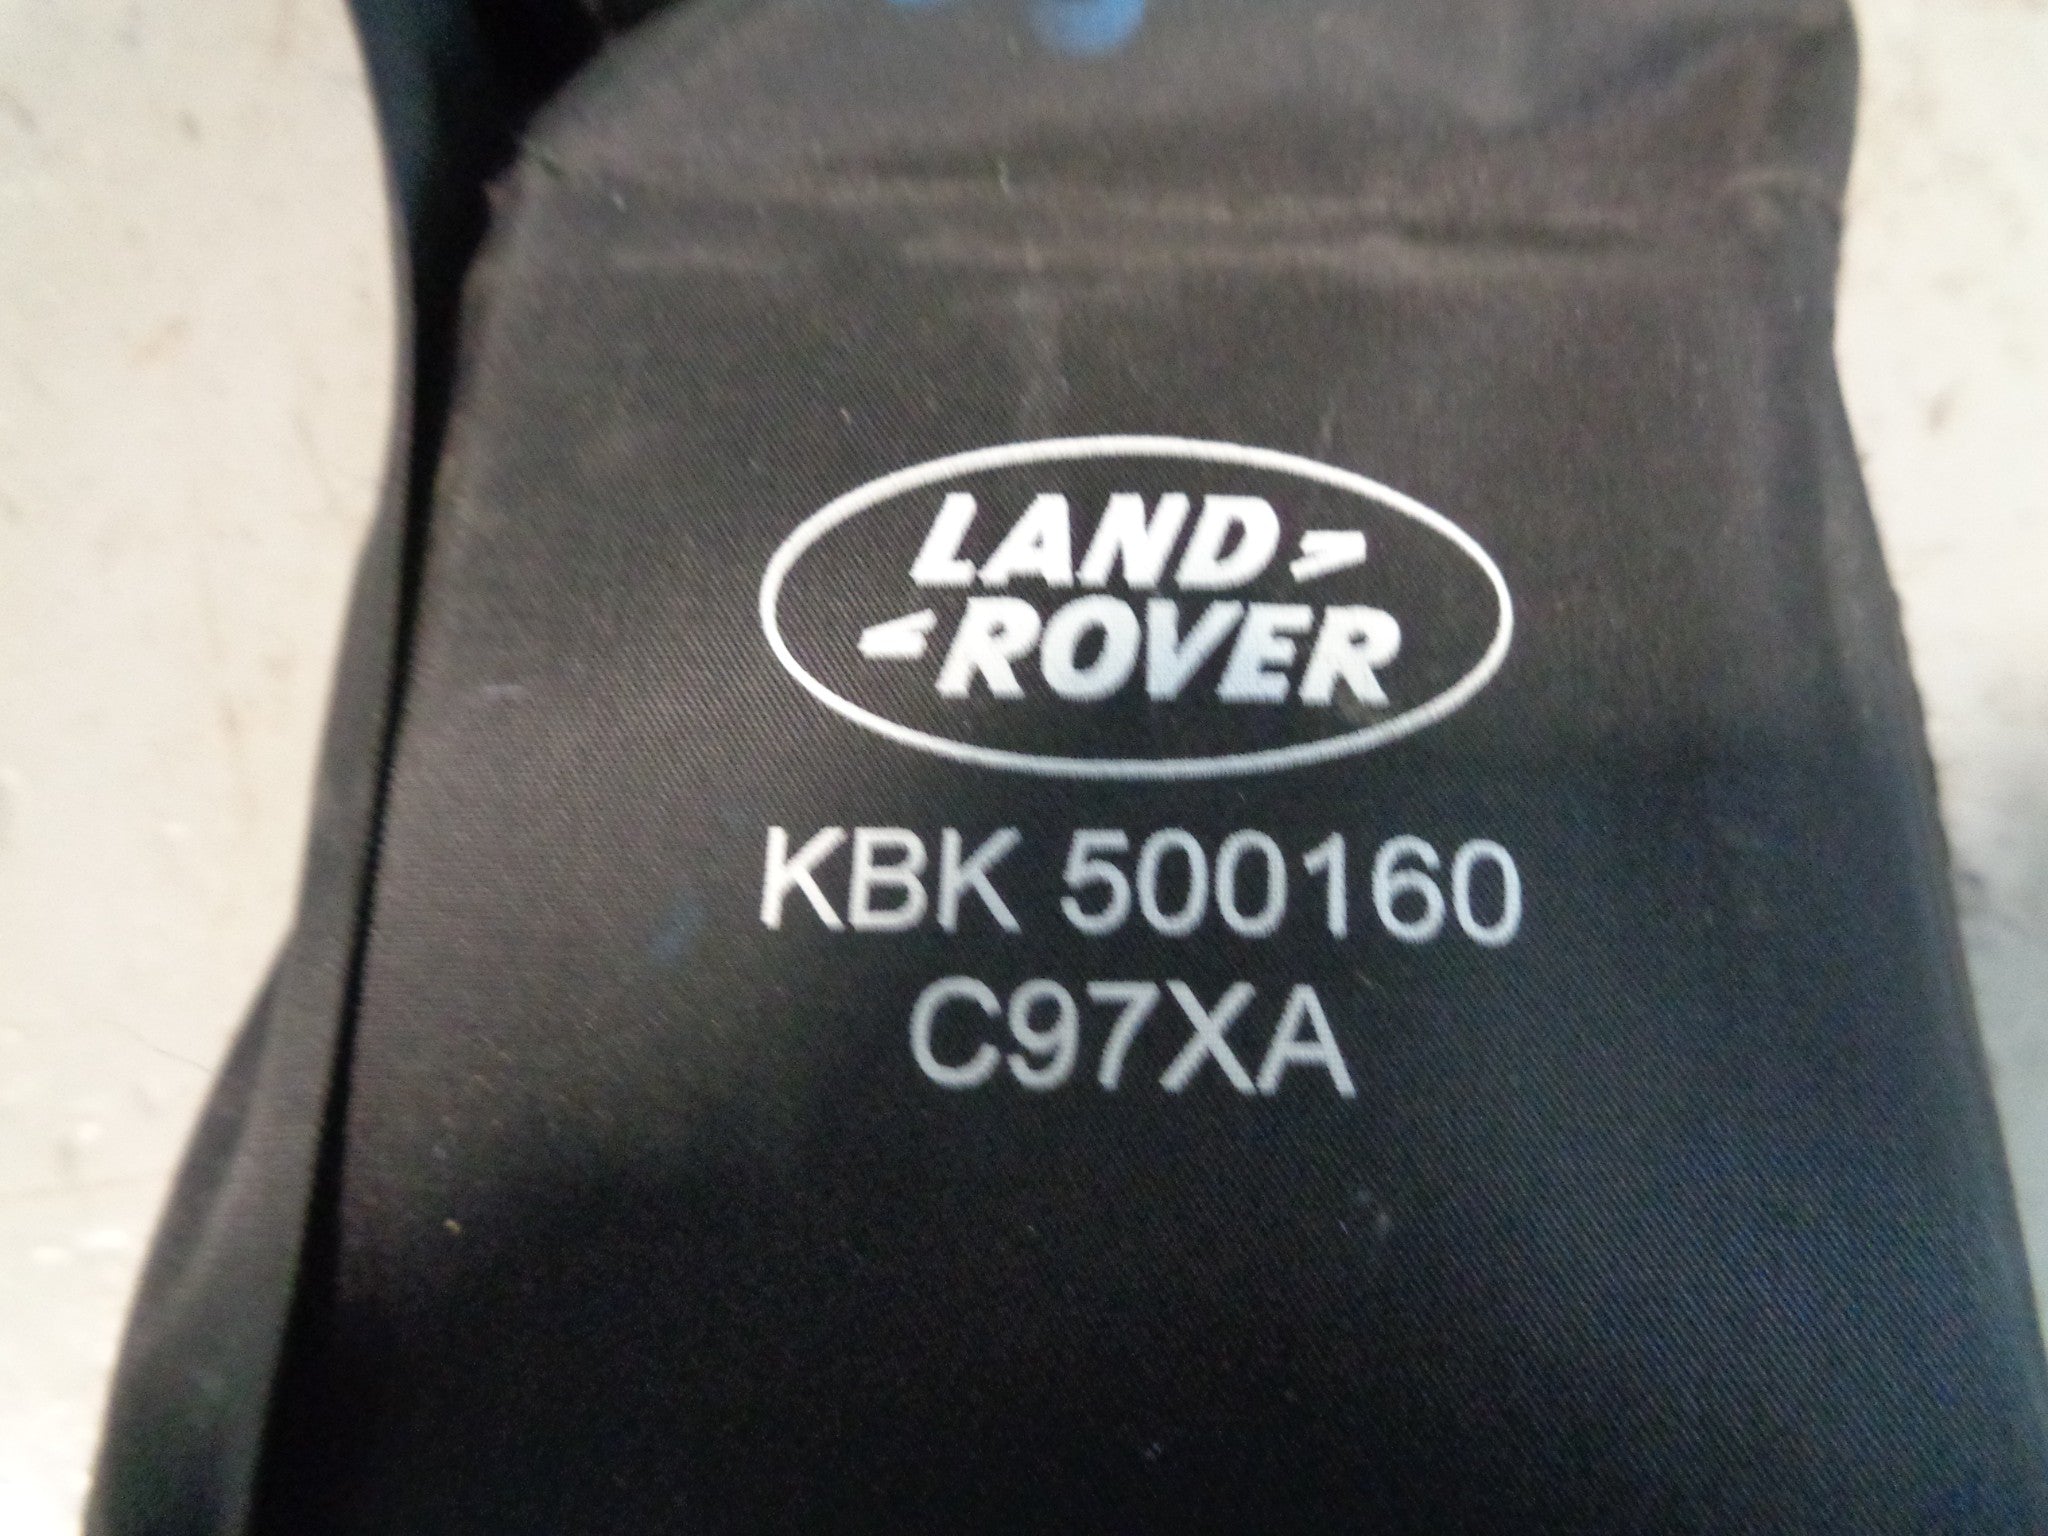 LAND
ROVER
KBK 500160
C97XA